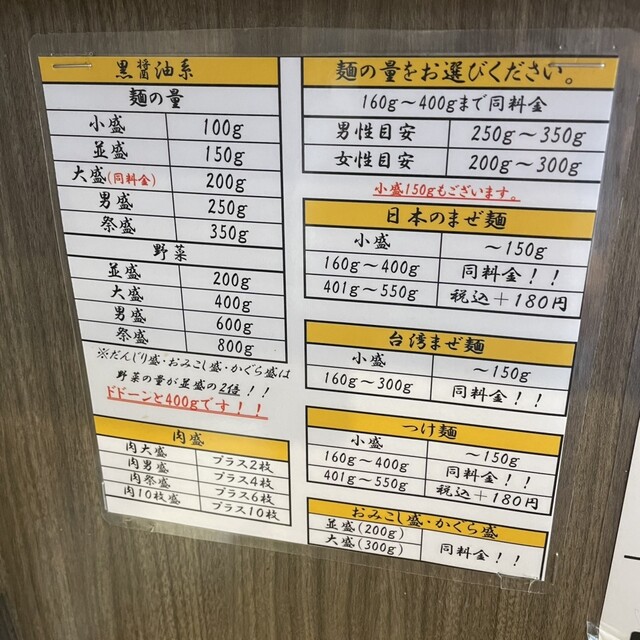 黒醤油系
麺の量
小盛 100g
並盛 150g
大盛(同料金) 200g
男盛 250g
祭盛 350g
野菜
並盛 200g
大盛 400g
男盛 600g
祭盛 800g
※だんじり盛・おみこし盛・かぐら盛は
野菜の量が並盛の2倍！！
ドドーンと400gです！！
肉盛
肉大盛 プラス2枚
肉男盛 プラス4枚
肉祭盛 プラス6枚
肉10枚盛 プラス10枚
麺の量をお選びください。
160g～400gまで同料金
男性目安 250g～350g
女性目安 200g～300g
小盛150gもございます。
日本のまぜ麺
小盛 ～150g
160g～400g 同料金！！
401g～550g 税込＋180円
台湾まぜ麺
小盛 ～150g
160g～300g 同料金！！
つけ麺
小盛 ～150g
160g～400g 同料金！！
401g～550g 税込＋180円
おみこし盛・かぐら盛
並盛(200g)
大盛(300g) 同料金！！